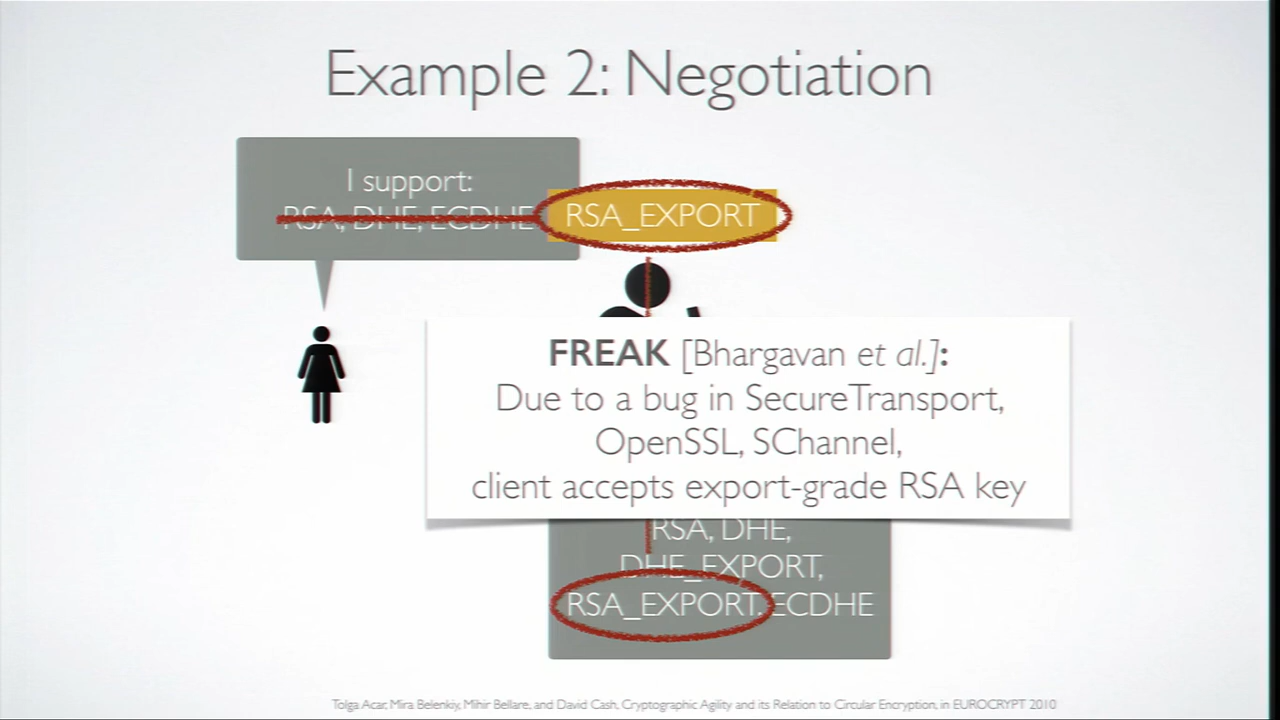 Example 2: Negotiation
I support:
RSA, DHE, ECDHE
RSA_EXPORT
FREAK [Bhargavan et al.]:
Due to a bug in SecureTransport,
OpenSSL, SChannel,
client accepts export-grade RSA key
RSA, DHE,
DHE_EXPORT,
RSA_EXPORT, ECDHE
Tolga Acar, Mira Belenkiy, Mihir Bellare, and David Cash, Cryptographic Agility and its Relation to Circular Encryption, in EUROCRYPT 2010